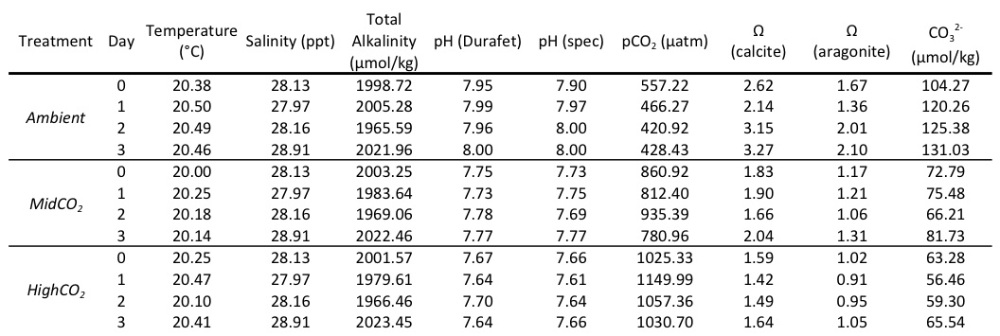 Treatment Day Temperature (°C) Salinity (ppt) Total Alkalinity (µmol/kg) pH (Durafet) pH (spec) pCO₂ (µatm) Ω (calcite) Ω (aragonite) CO₃²⁻ (µmol/kg)
Ambient
0 20.38 28.13 1998.72 7.95 7.90 557.22 2.62 1.67 104.27
1 20.50 27.97 2005.28 7.99 7.97 466.27 2.14 1.36 120.26
2 20.49 28.16 1965.59 7.96 8.00 420.92 3.15 2.01 125.38
3 20.46 28.91 2021.96 8.00 8.00 428.43 3.27 2.10 131.03
MidCO₂
0 20.00 28.13 2003.25 7.75 7.73 860.92 1.83 1.17 72.79
1 20.25 27.97 1983.64 7.73 7.75 812.40 1.90 1.21 75.48
2 20.18 28.16 1969.06 7.78 7.69 935.39 1.66 1.06 66.21
3 20.14 28.91 2022.46 7.77 7.77 780.96 2.04 1.31 81.73
HighCO₂
0 20.25 28.13 2001.57 7.67 7.66 1025.33 1.59 1.02 63.28
1 20.47 27.97 1979.61 7.64 7.61 1149.99 1.42 0.91 56.46
2 20.10 28.16 1966.46 7.70 7.64 1057.36 1.49 0.95 59.30
3 20.41 28.91 2023.45 7.64 7.66 1030.70 1.64 1.05 65.54